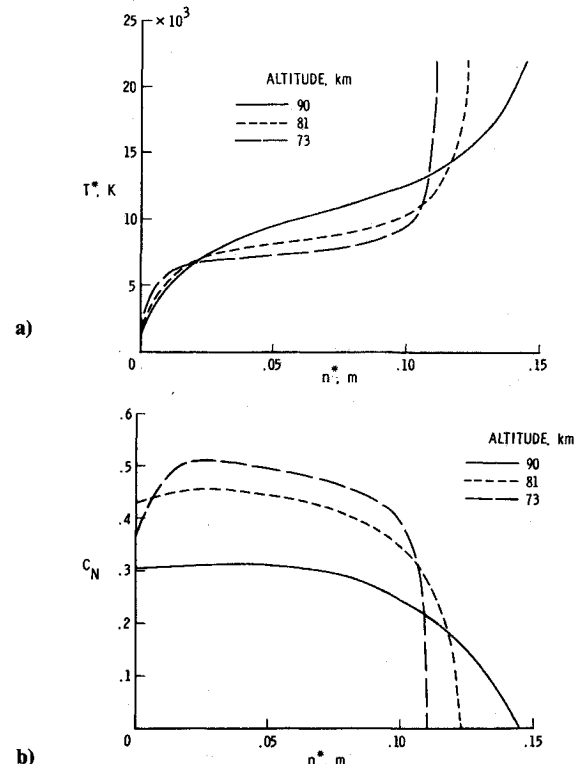 25 × 10³
20
15
T*, K
10
5
0
ALTITUDE, km
90
81
73
a)
0 .05 .10 .15
n*, m
.6
.5
.4
C_N .3
.2
.1
ALTITUDE, km
90
81
73
0 .05 .10 .15
b)
n*, m